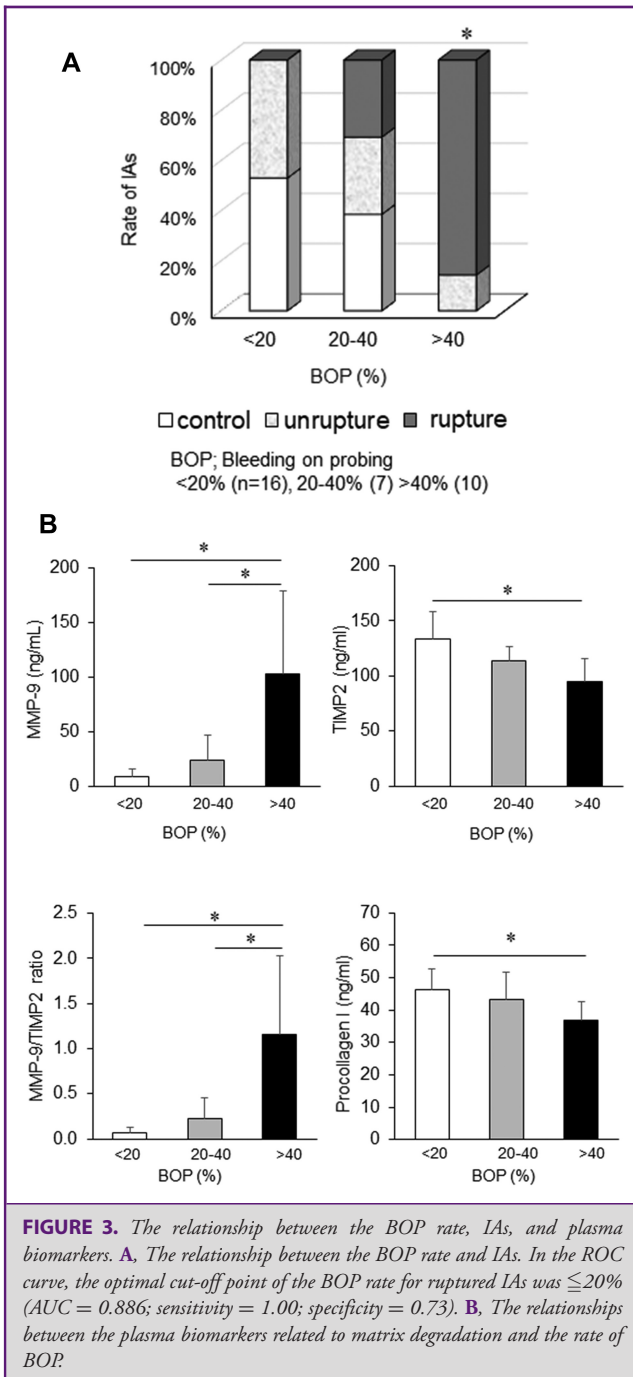 A
*
100%
80%
60%
40%
20%
0%
Rate of IAs
<20 20-40 >40
BOP (%)
control unrupture rupture
BOP; Bleeding on probing
<20% (n=16), 20-40% (7) >40% (10)
B
*
*
200
150
100
50
0
MMP-9 (ng/mL)
<20 20-40 >40
BOP (%)
*
200
150
100
50
0
TIMP2 (ng/ml)
<20 20-40 >40
BOP (%)
*
*
2.5
2.0
1.5
1.0
0.5
0.0
MMP-9/TIMP2 ratio
<20 20-40 >40
BOP (%)
*
70
60
50
40
30
20
10
0
Procollagen I (ng/ml)
<20 20-40 >40
BOP (%)
FIGURE 3. The relationship between the BOP rate, IAs, and plasma
biomarkers. A, The relationship between the BOP rate and IAs. In the ROC
curve, the optimal cut-off point of the BOP rate for ruptured IAs was ≦20%
(AUC = 0.886; sensitivity = 1.00; specificity = 0.73). B, The relationships
between the plasma biomarkers related to matrix degradation and the rate of
BOP.